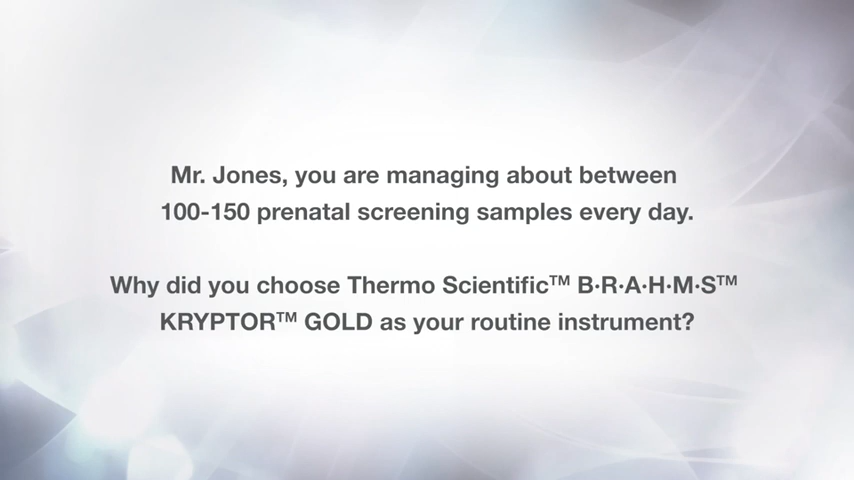 Mr. Jones, you are managing about between
100-150 prenatal screening samples every day.
Why did you choose Thermo Scientific™ B·R·A·H·M·S™
KRYPTOR™ GOLD as your routine instrument?